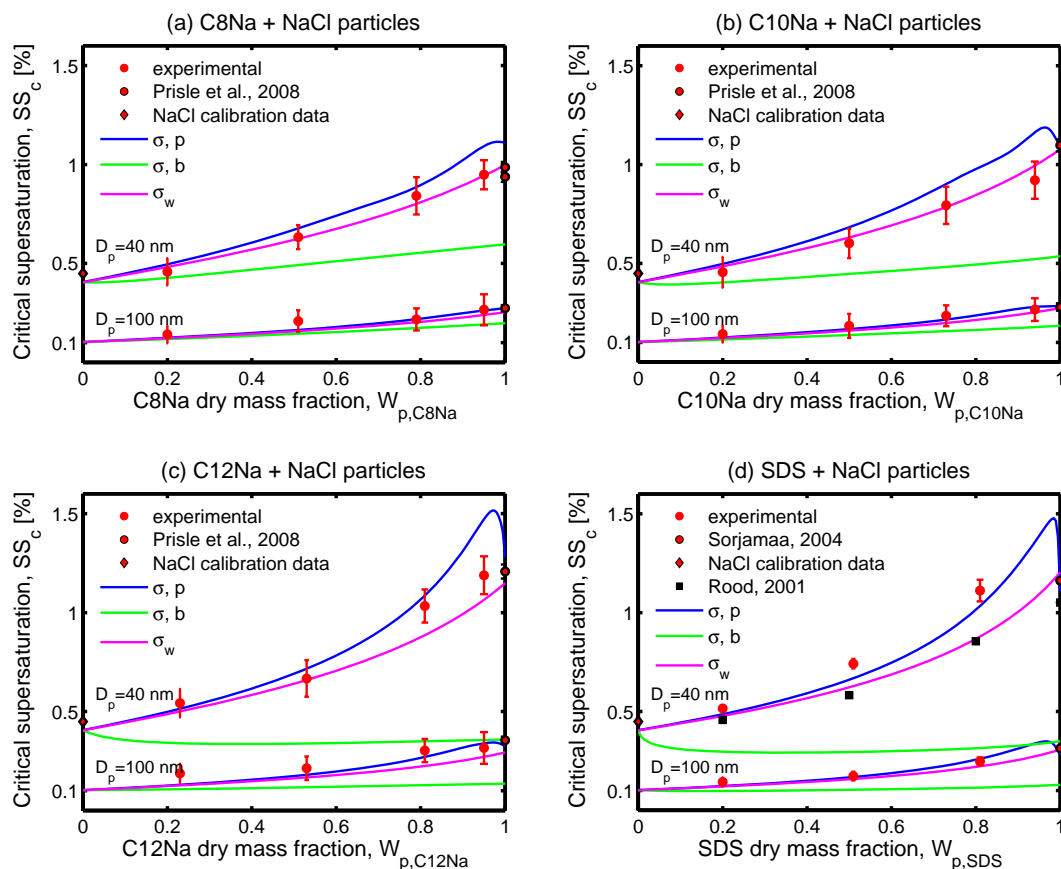 (a) C8Na + NaCl particles
Critical supersaturation, SS_c [%]
1.5
1
0.5
0.1
experimental
Prisle et al., 2008
NaCl calibration data
σ, p
σ, b
σ_w
D_p=40 nm
D_p=100 nm
0 0.2 0.4 0.6 0.8 1
C8Na dry mass fraction, W_p,C8Na
(b) C10Na + NaCl particles
Critical supersaturation, SS_c [%]
1.5
1
0.5
0.1
experimental
Prisle et al., 2008
NaCl calibration data
σ, p
σ, b
σ_w
D_p=40 nm
D_p=100 nm
0 0.2 0.4 0.6 0.8 1
C10Na dry mass fraction, W_p,C10Na
(c) C12Na + NaCl particles
Critical supersaturation, SS_c [%]
1.5
1
0.5
0.1
experimental
Prisle et al., 2008
NaCl calibration data
σ, p
σ, b
σ_w
D_p=40 nm
D_p=100 nm
0 0.2 0.4 0.6 0.8 1
C12Na dry mass fraction, W_p,C12Na
(d) SDS + NaCl particles
Critical supersaturation, SS_c [%]
1.5
1
0.5
0.1
experimental
Sorjamaa, 2004
NaCl calibration data
Rood, 2001
σ, p
σ, b
σ_w
D_p=40 nm
D_p=100 nm
0 0.2 0.4 0.6 0.8 1
SDS dry mass fraction, W_p,SDS